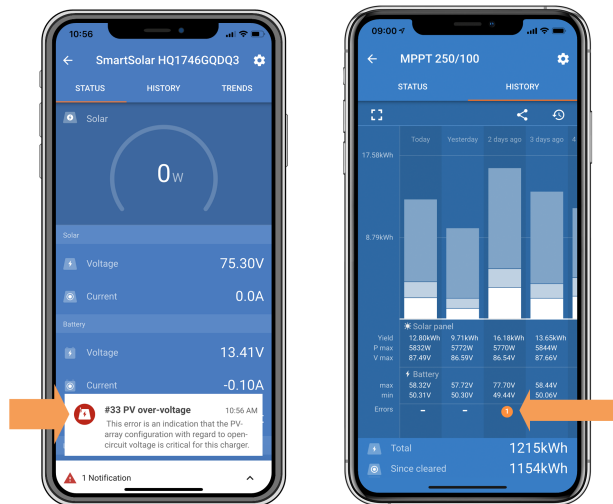 10:56
SmartSolar HQ1746GQDQ3
STATUS HISTORY TRENDS
Solar
0W
Solar
Voltage 75.30V
Current 0.0A
Battery
Voltage 13.41V
Current -0.10A
#33 PV over-voltage 10:56 AM
This error is an indication that the PV-
array configuration with regard to open-
circuit voltage is critical for this charger.
1 Notification
09:00
MPPT 250/100
STATUS HISTORY
Today Yesterday 2 days ago 3 days ago 4
17.58kWh
8.79kWh
Solar panel
Yield 12.80kWh 9.71kWh 16.18kWh 13.65kWh
P max 5832W 5772W 5770W 5844W
V max 87.49V 86.59V 86.54V 87.66V
Battery
max 58.32V 57.72V 77.70V 58.44V
min 50.31V 50.30V 49.44V 50.06V
Errors – – 1
Total 1215kWh
Since cleared 1154kWh